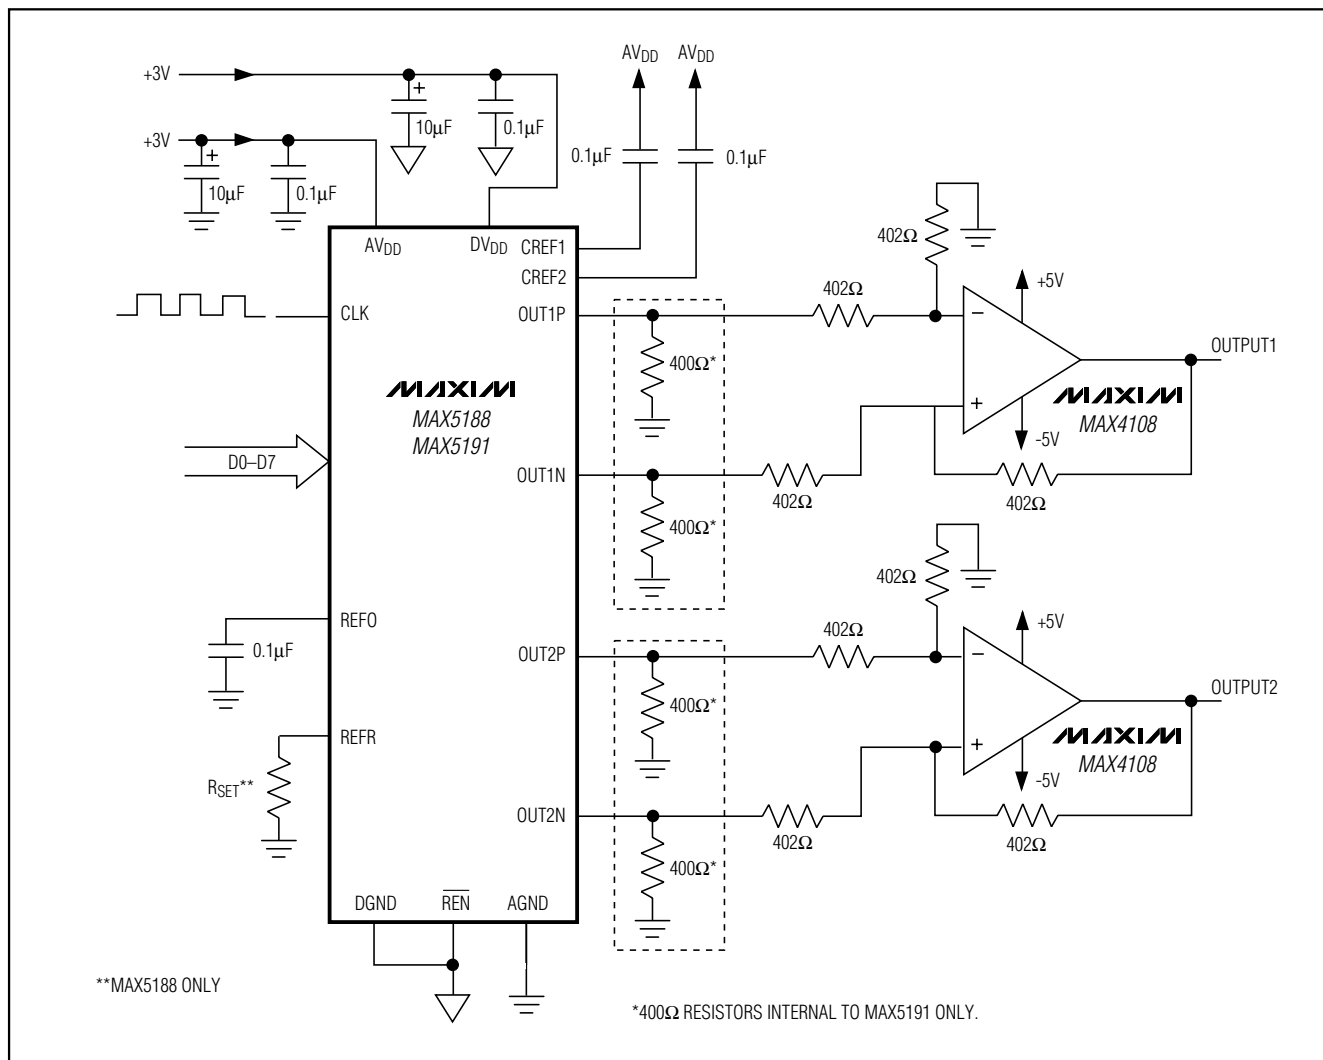 AVDD AVDD
+3V
+
10µF
0.1µF
+3V
+
10µF
0.1µF
0.1µF
0.1µF
AVDD
DVDD
CREF1
CREF2
CLK
OUT1P
MAXIM
MAX5188
MAX5191
D0–D7
OUT1N
REFO
0.1µF
OUT2P
REFR
RSET**
OUT2N
DGND
REN
AGND
400Ω*
400Ω*
400Ω*
400Ω*
402Ω
402Ω
−
+5V
OUTPUT1
+
MAXIM
MAX4108
-5V
402Ω
402Ω
402Ω
402Ω
−
+5V
OUTPUT2
+
MAXIM
MAX4108
-5V
402Ω
402Ω
**MAX5188 ONLY
*400Ω RESISTORS INTERNAL TO MAX5191 ONLY.